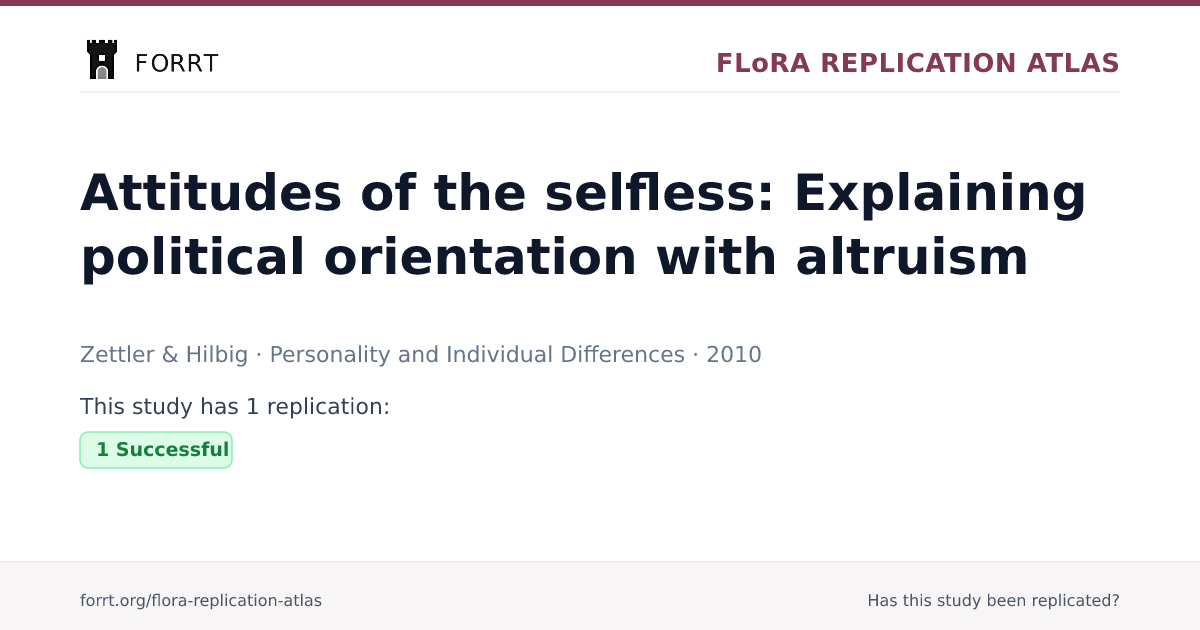 FORRT
FLoRA REPLICATION ATLAS
Attitudes of the selfless: Explaining
political orientation with altruism
Zettler & Hilbig · Personality and Individual Differences · 2010
This study has 1 replication:
1 Successful
forrt.org/flora-replication-atlas
Has this study been replicated?